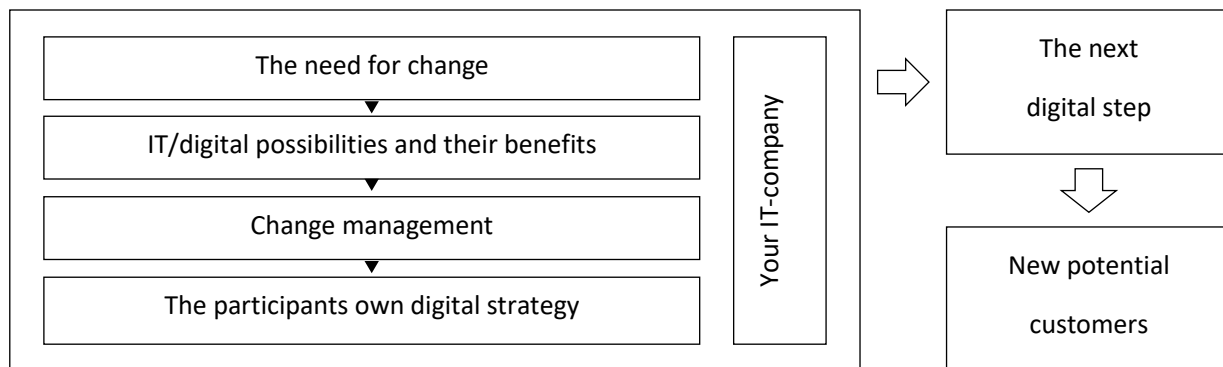 The need for change
IT/digital possibilities and their benefits
Change management
The participants own digital strategy
Your IT-company
The next
digital step
New potential
customers